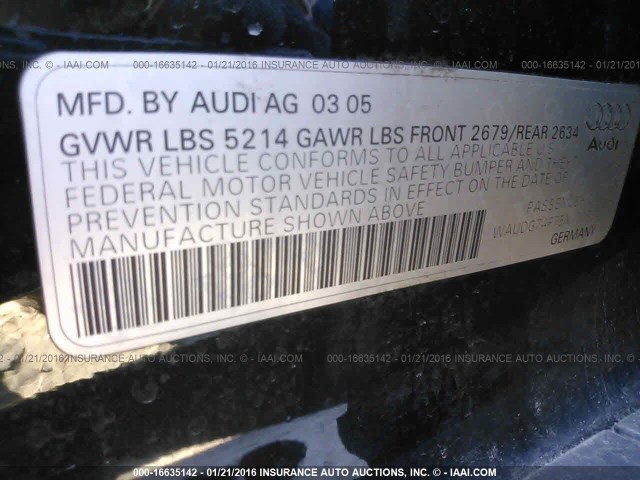 000-16635142 - 01/21/2016 INSURANCE AUTO AUCTIONS, INC. - © IAAI.COM
MFD. BY AUDI AG 03 05
GVWR LBS 5214 GAWR LBS FRONT 2679/REAR 2634
THIS VEHICLE CONFORMS TO ALL APPLICABLE U.S.
FEDERAL MOTOR VEHICLE SAFETY BUMPER AND THEFT
PREVENTION STANDARDS IN EFFECT ON THE DATE OF
MANUFACTURE SHOWN ABOVE
Audi
GERMANY
000-16635142 - 01/21/2016 INSURANCE AUTO AUCTIONS, INC. - © IAAI.COM
000-16635142 - 01/21/2016 INSURANCE AUTO AUCTIONS, INC. - © IAAI.COM